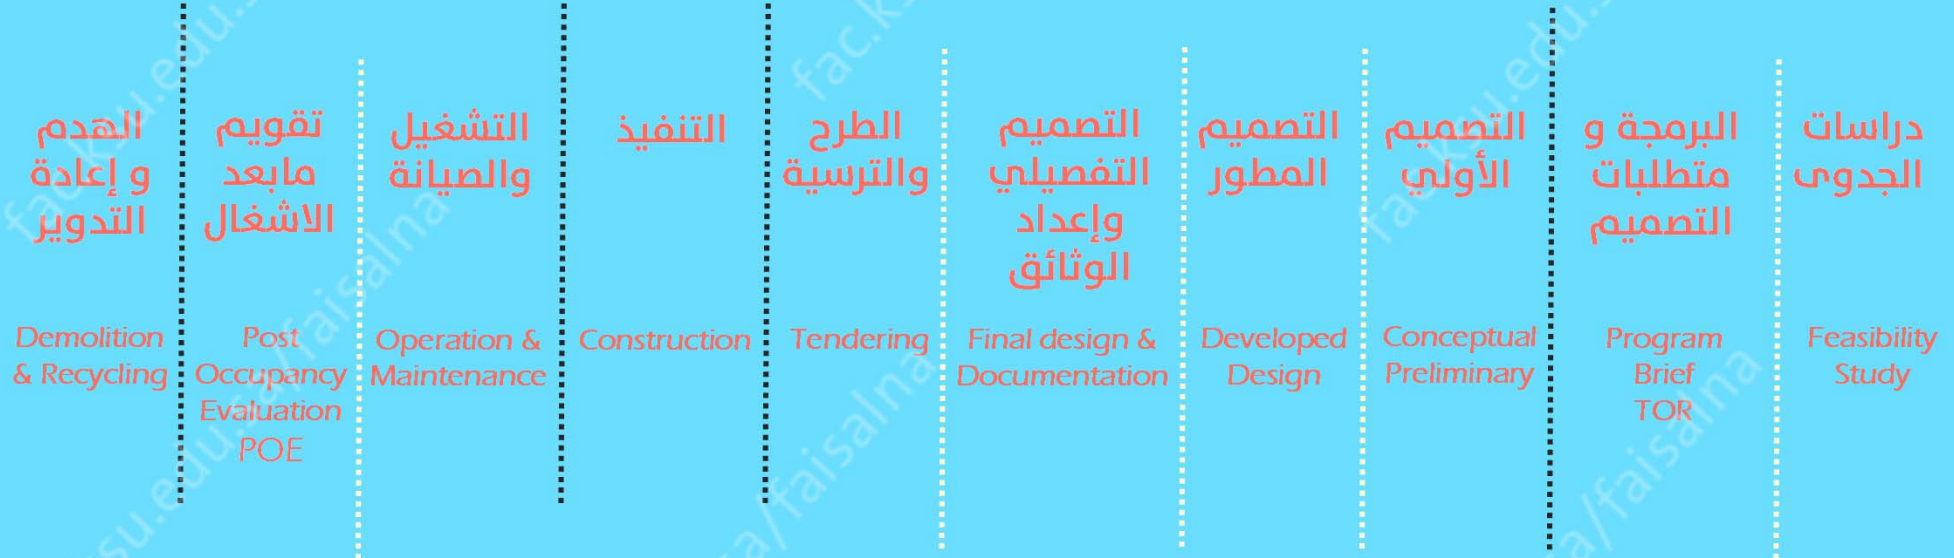 دراسات
الجدوى
Feasibility
Study
البرمجة و
متطلبات
التصميم
Program
Brief
TOR
التصميم
الأولي
Conceptual
Preliminary
التصميم
المطور
Developed
Design
التصميم
التفصيلي
وإعداد
الوثائق
Final design &
Documentation
الطرح
والترسية
Tendering
التنفيذ
Construction
التشغيل
والصيانة
Operation &
Maintenance
تقويم
مابعد
الاشغال
Post
Occupancy
Evaluation
POE
الهدم
و إعادة
التدوير
Demolition
& Recycling